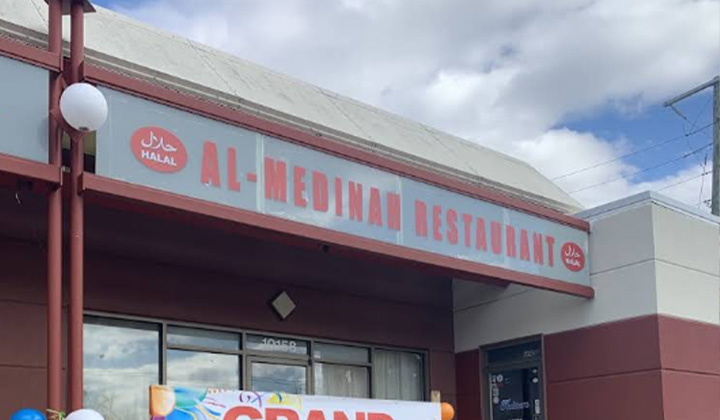 حلال
HALAL
AL-MEDINAH RESTAURANT
حلال
HALAL
10158
GRAND